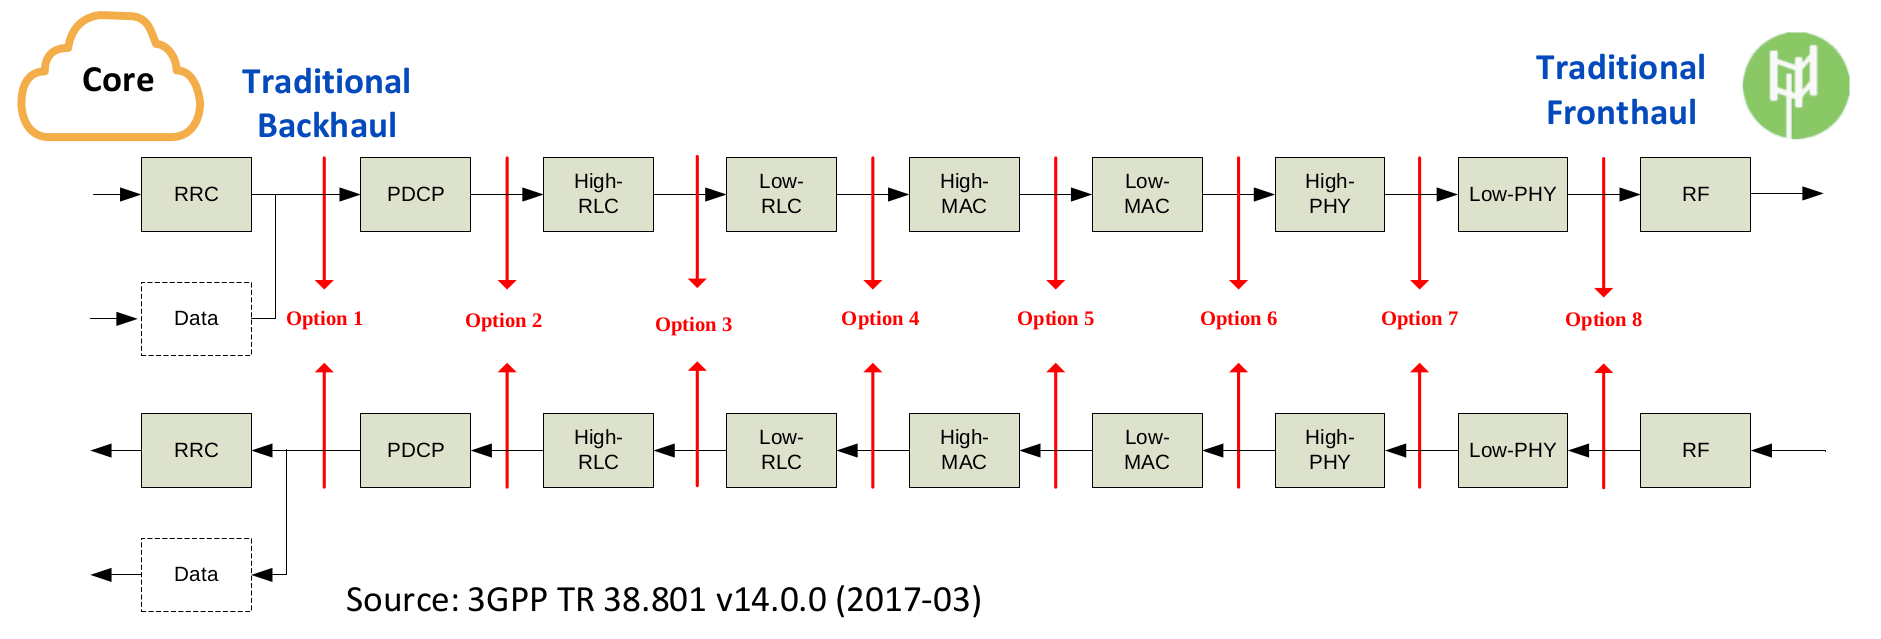 Core
Traditional
Backhaul
Traditional
Fronthaul
RRC
PDCP
High-
RLC
Low-
RLC
High-
MAC
Low-
MAC
High-
PHY
Low-PHY
RF
Data
Option 1
Option 2
Option 3
Option 4
Option 5
Option 6
Option 7
Option 8
RRC
PDCP
High-
RLC
Low-
RLC
High-
MAC
Low-
MAC
High-
PHY
Low-PHY
RF
Data
Source: 3GPP TR 38.801 v14.0.0 (2017-03)